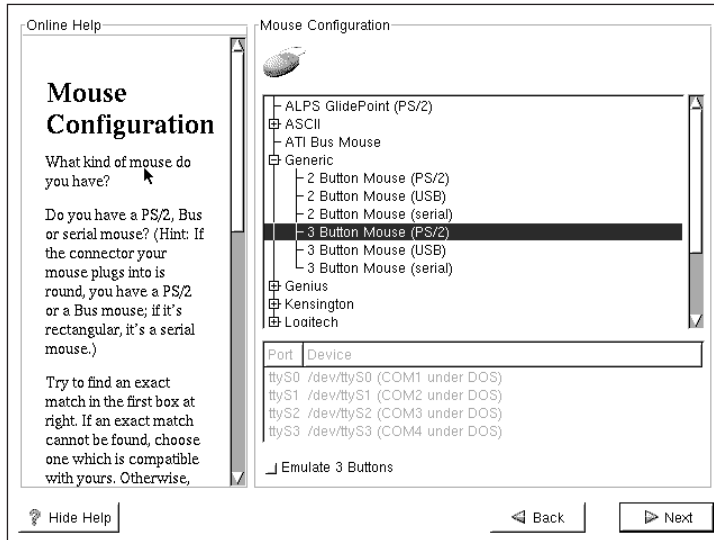 Online Help
Mouse
Configuration
What kind of mouse do
you have?
Do you have a PS/2, Bus
or serial mouse? (Hint: If
the connector your
mouse plugs into is
round, you have a PS/2
or a Bus mouse; if it's
rectangular, it's a serial
mouse.)
Try to find an exact
match in the first box at
right. If an exact match
cannot be found, choose
one which is compatible
with yours. Otherwise,
Mouse Configuration
ALPS GlidePoint (PS/2)
ASCII
ATI Bus Mouse
Generic
2 Button Mouse (PS/2)
2 Button Mouse (USB)
2 Button Mouse (serial)
3 Button Mouse (PS/2)
3 Button Mouse (USB)
3 Button Mouse (serial)
Genius
Kensington
Logitech
Port Device
ttyS0 /dev/ttyS0 (COM1 under DOS)
ttyS1 /dev/ttyS1 (COM2 under DOS)
ttyS2 /dev/ttyS2 (COM3 under DOS)
ttyS3 /dev/ttyS3 (COM4 under DOS)
Emulate 3 Buttons
Hide Help
Back
Next